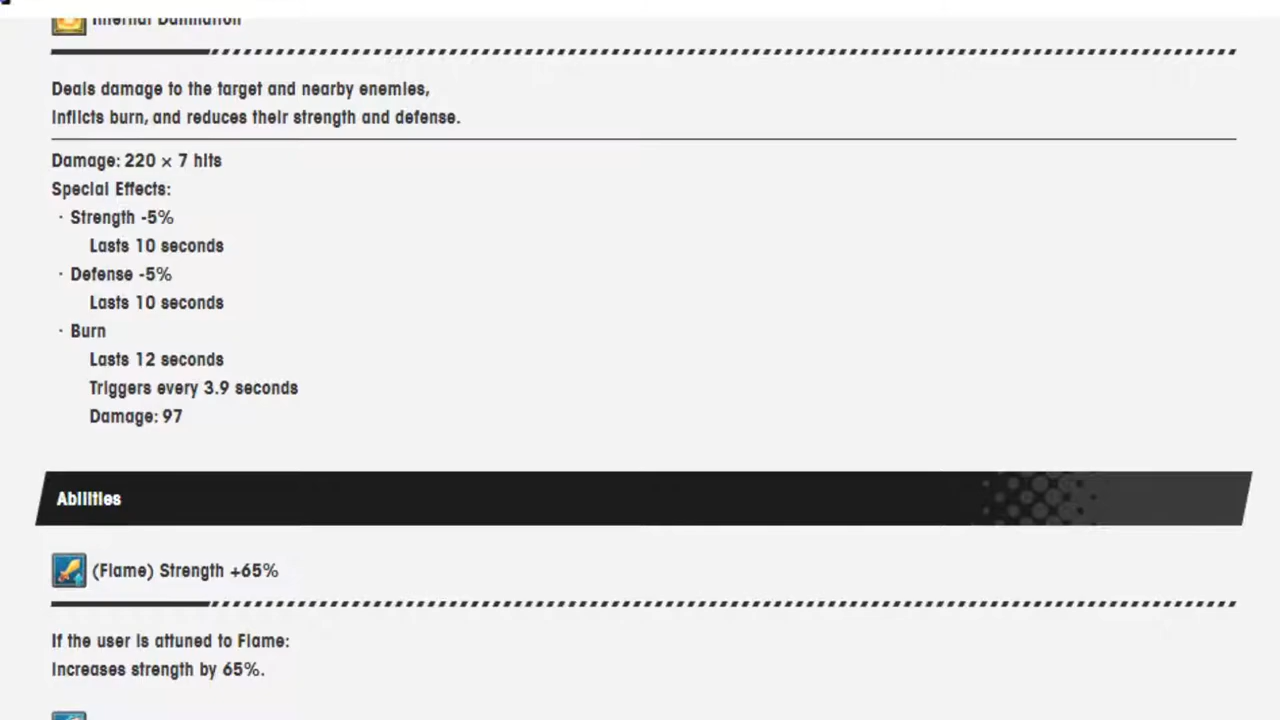 Infernal Damnation
Deals damage to the target and nearby enemies,
inflicts burn, and reduces their strength and defense.
Damage: 220 × 7 hits
Special Effects:
· Strength -5%
Lasts 10 seconds
· Defense -5%
Lasts 10 seconds
· Burn
Lasts 12 seconds
Triggers every 3.9 seconds
Damage: 97
Abilities
(Flame) Strength +65%
If the user is attuned to Flame:
Increases strength by 65%.